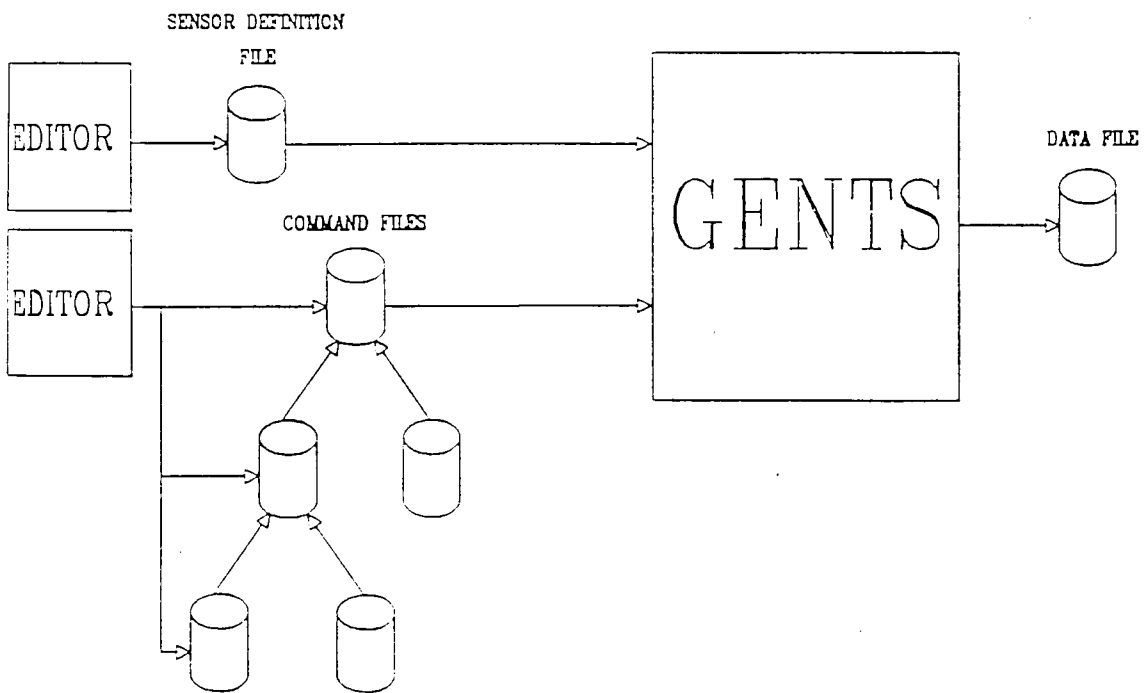 SENSOR DEFINITION
FILE
EDITOR
DATA FILE
GENTS
COMMAND FILES
EDITOR